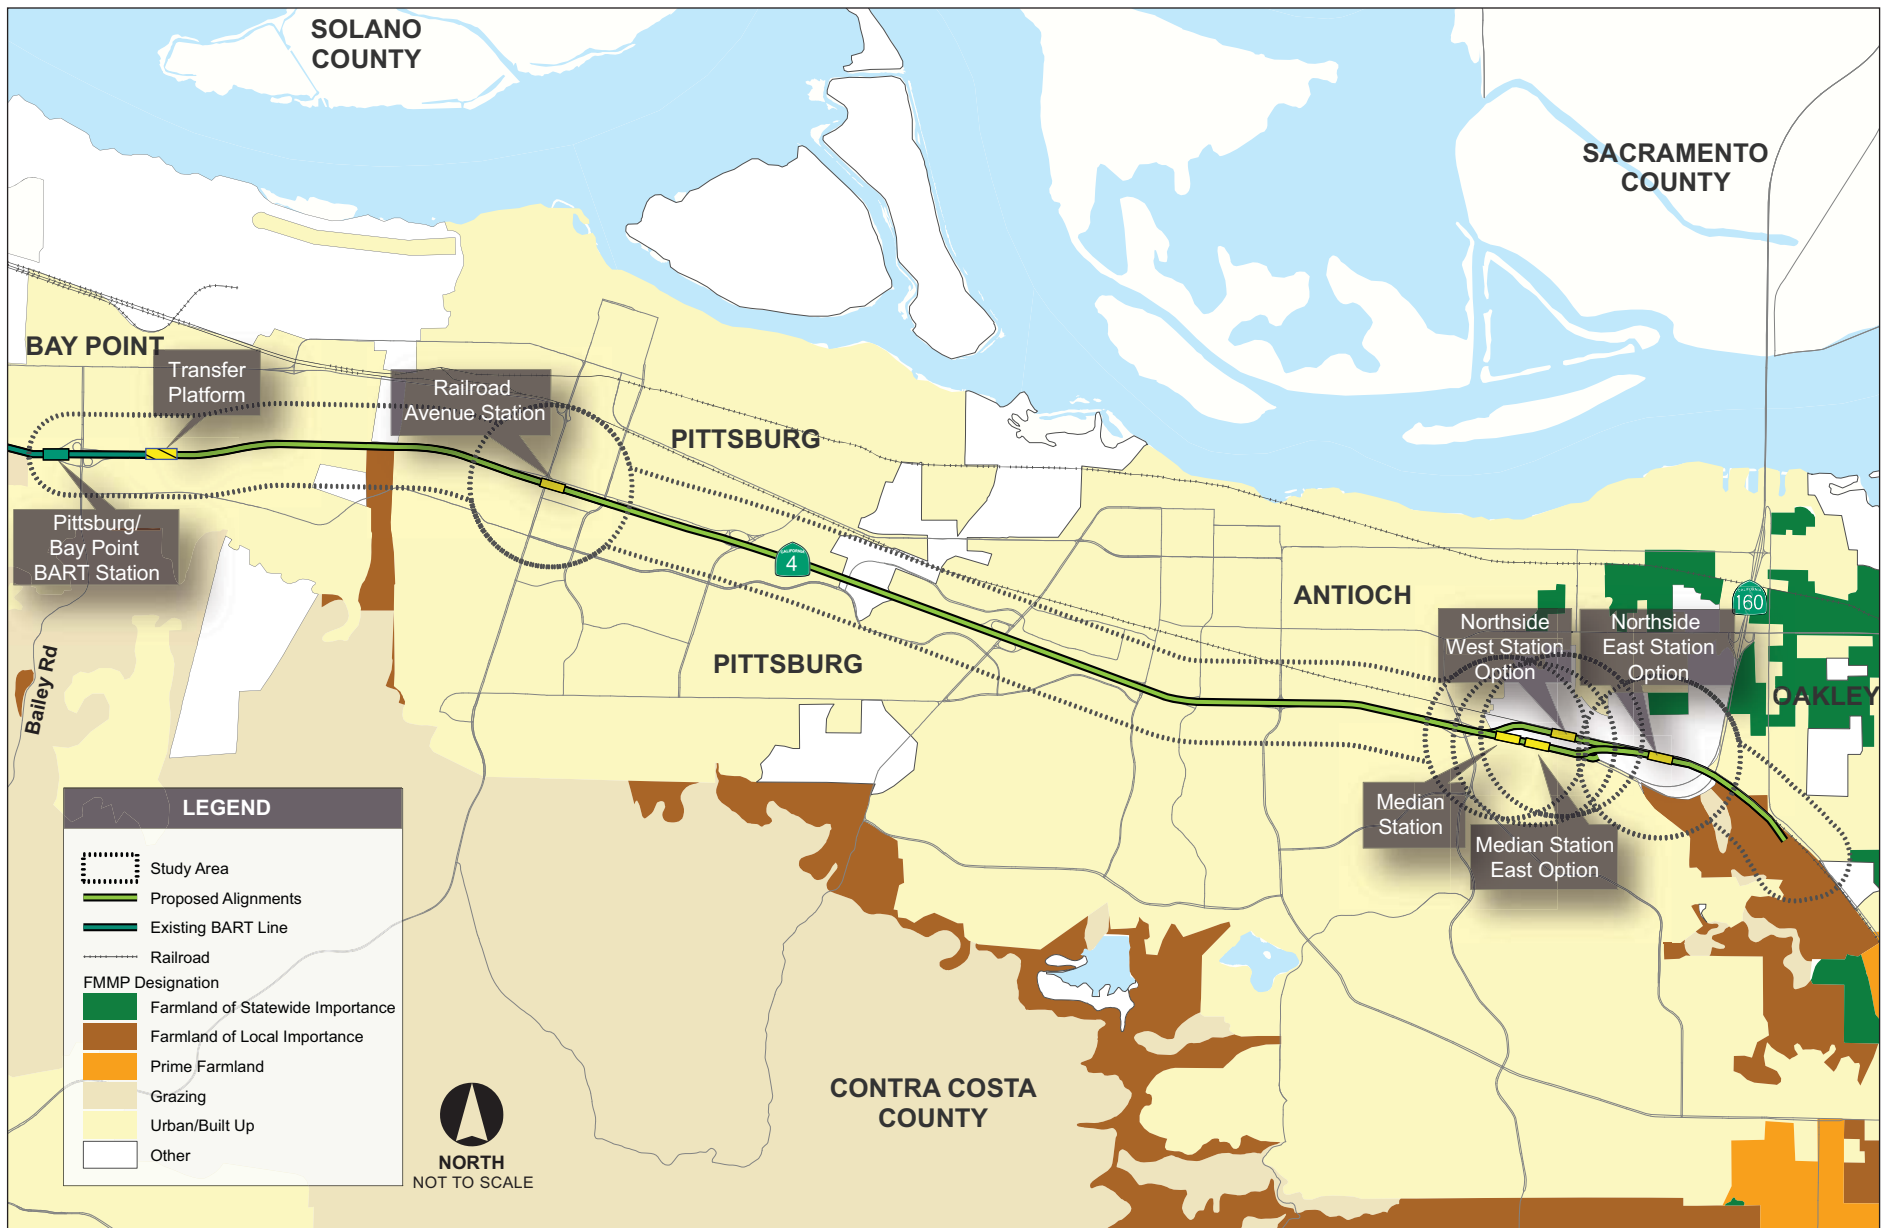 SOLANO
COUNTY
SACRAMENTO
COUNTY
BAY POINT
Transfer
Platform
Railroad
Avenue Station
PITTSBURG
Pittsburg/
Bay Point
BART Station
CALIFORNIA
4
ANTIOCH
CALIFORNIA
160
Northside
West Station
Option
Northside
East Station
Option
PITTSBURG
OAKLEY
Bailey Rd
Median
Station
Median Station
East Option
LEGEND
Study Area
Proposed Alignments
Existing BART Line
Railroad
FMMP Designation
Farmland of Statewide Importance
Farmland of Local Importance
Prime Farmland
Grazing
Urban/Built Up
Other
NORTH
NOT TO SCALE
CONTRA COSTA
COUNTY